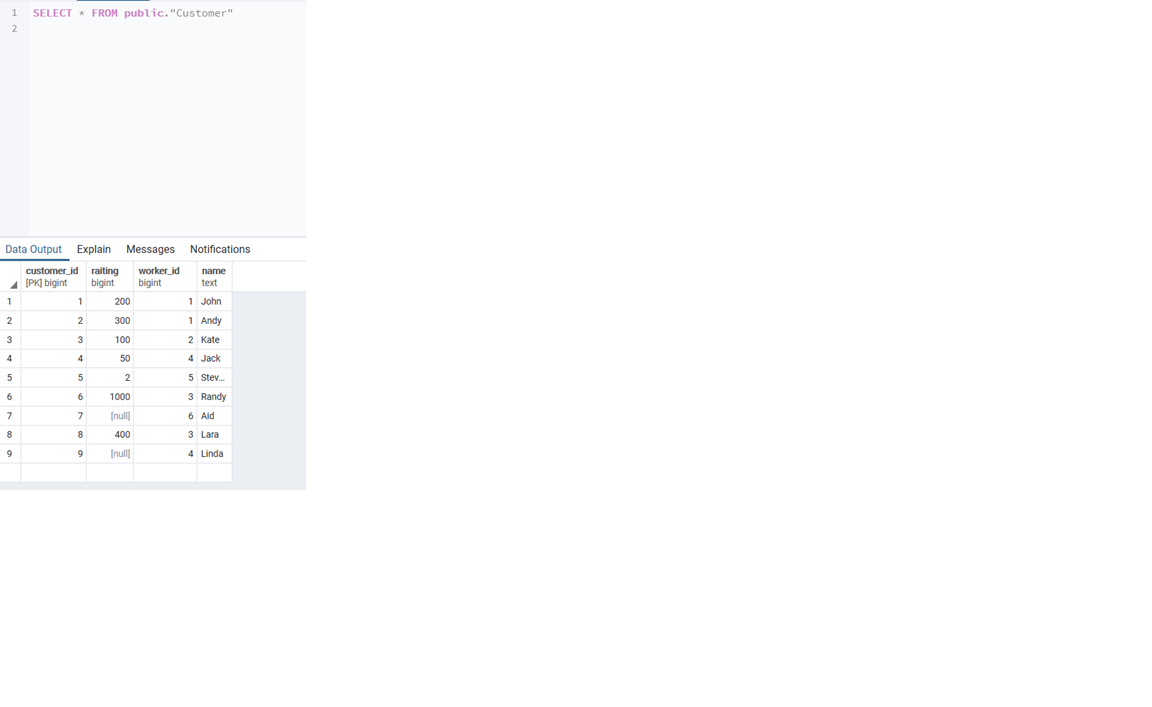 1 SELECT * FROM public."Customer"
2
Data Output Explain Messages Notifications
customer_id raiting worker_id name
[PK] bigint bigint bigint text
1 1 200 1 John
2 2 300 1 Andy
3 3 100 2 Kate
4 4 50 4 Jack
5 5 2 5 Stev...
6 6 1000 3 Randy
7 7 [null] 6 Aid
8 8 400 3 Lara
9 9 [null] 4 Linda